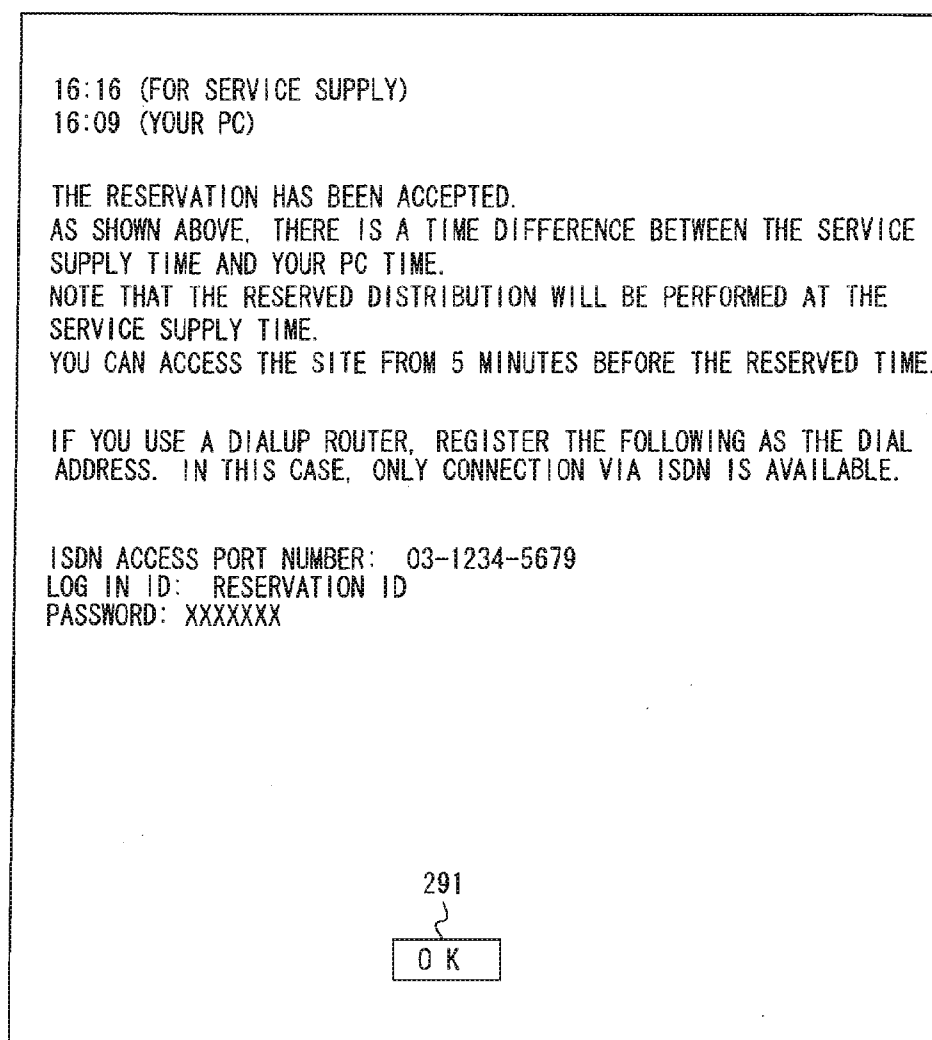 16:16 (FOR SERVICE SUPPLY)
16:09 (YOUR PC)
THE RESERVATION HAS BEEN ACCEPTED.
AS SHOWN ABOVE, THERE IS A TIME DIFFERENCE BETWEEN THE SERVICE
SUPPLY TIME AND YOUR PC TIME.
NOTE THAT THE RESERVED DISTRIBUTION WILL BE PERFORMED AT THE
SERVICE SUPPLY TIME.
YOU CAN ACCESS THE SITE FROM 5 MINUTES BEFORE THE RESERVED TIME.
IF YOU USE A DIALUP ROUTER, REGISTER THE FOLLOWING AS THE DIAL
ADDRESS. IN THIS CASE, ONLY CONNECTION VIA ISDN IS AVAILABLE.
ISDN ACCESS PORT NUMBER: 03-1234-5679
LOG IN ID: RESERVATION ID
PASSWORD: XXXXXXX
291
OK